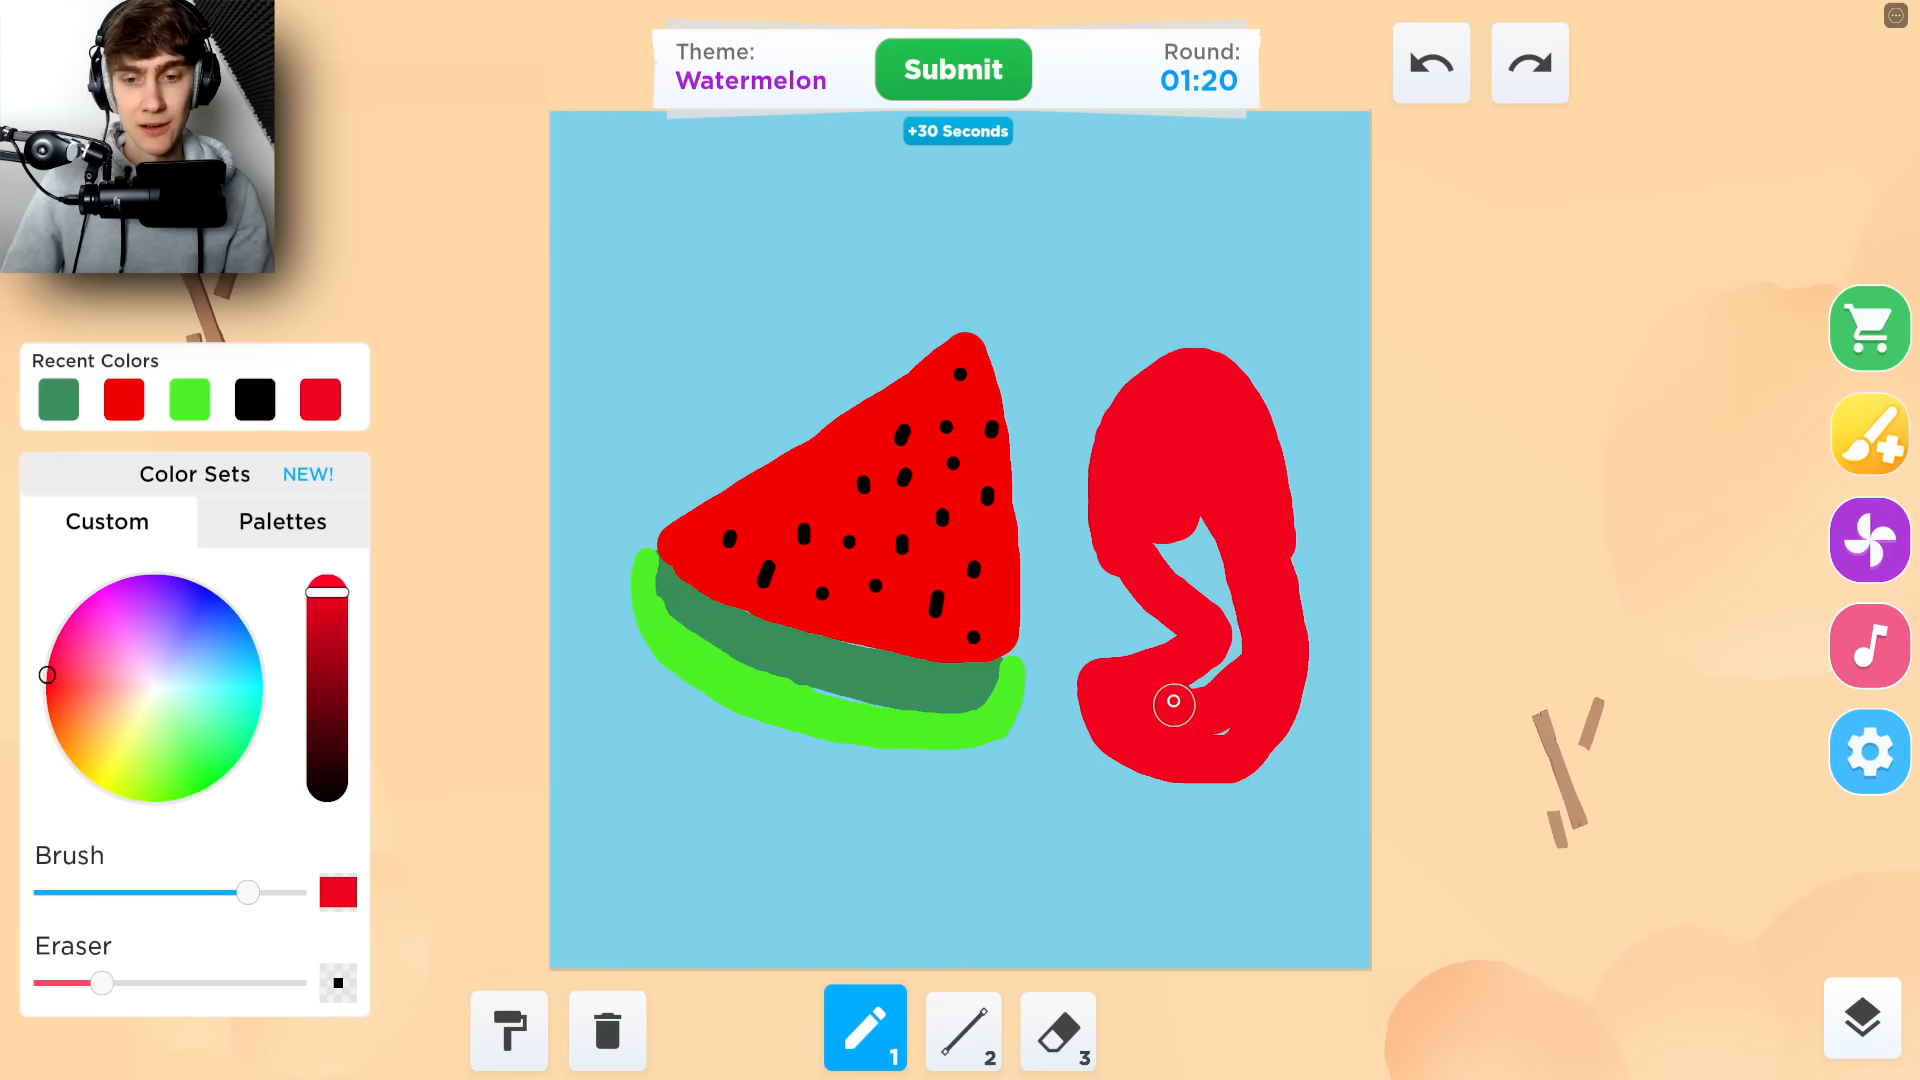 Theme:
Watermelon
Submit
Round:
01:20
+30 Seconds
Recent Colors
Color Sets NEW!
Custom Palettes
Brush
Eraser
1
2
3